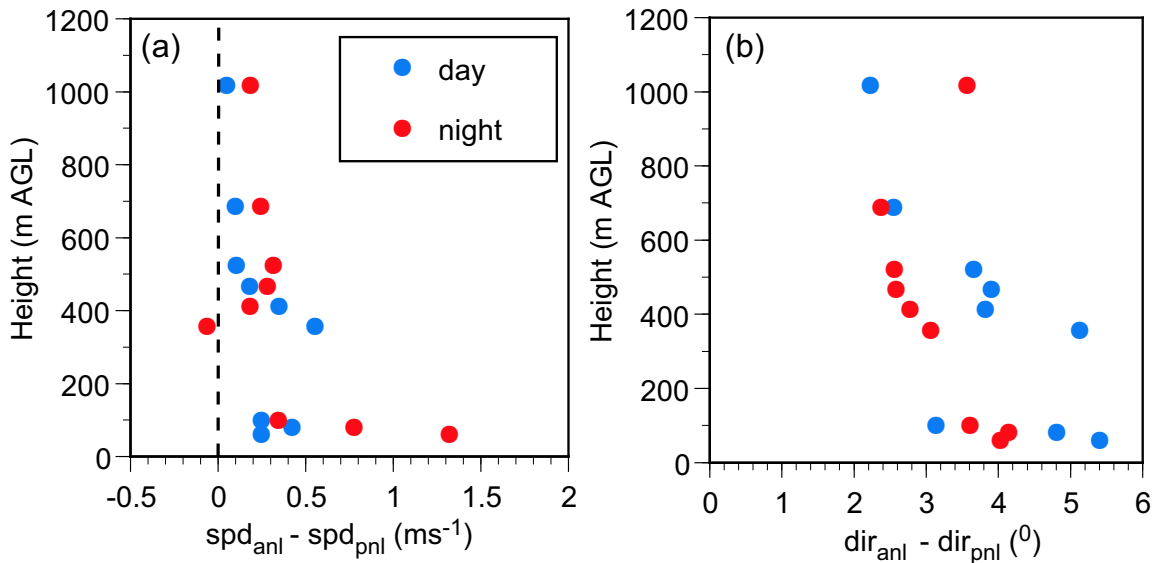 (a)
day
night
1200
1000
800
600
400
200
0
Height (m AGL)
-0.5 0 0.5 1 1.5 2
spd_anl - spd_pnl (ms^-1)
(b)
1200
1000
800
600
400
200
0
Height (m AGL)
0 1 2 3 4 5 6
dir_anl - dir_pnl (^0)